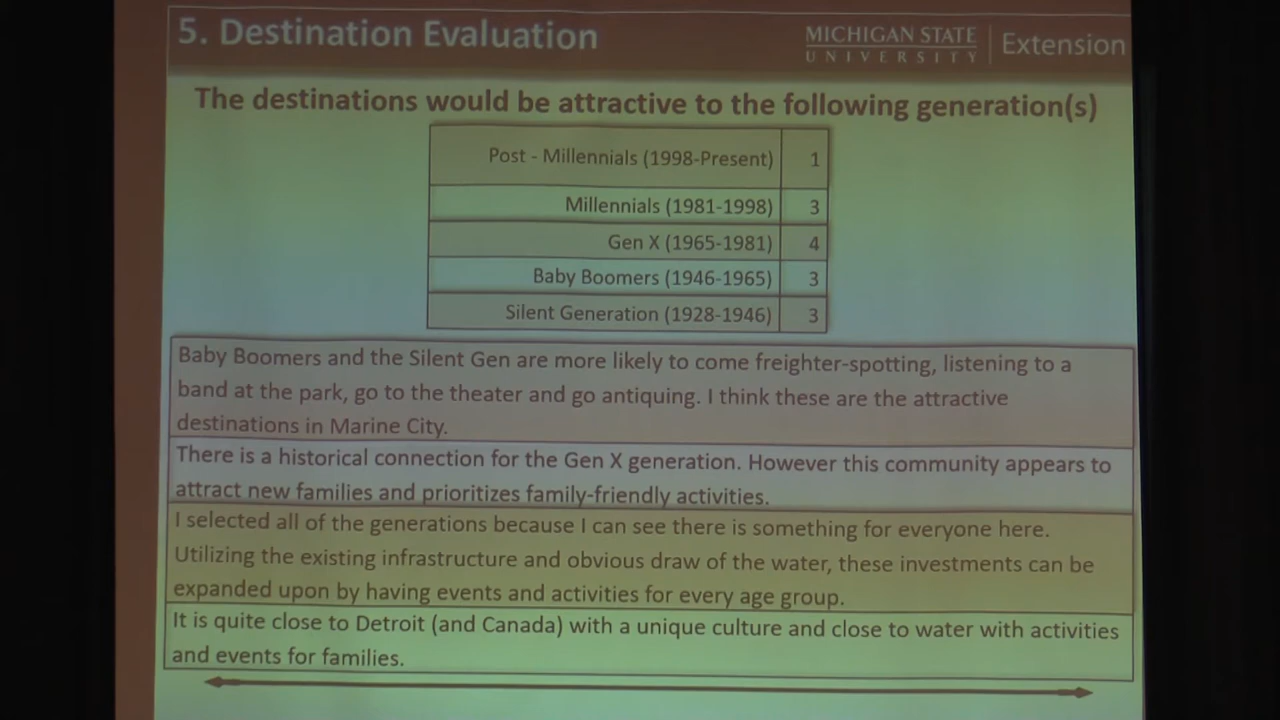 5. Destination Evaluation
MICHIGAN STATE
UNIVERSITY
Extension
The destinations would be attractive to the following generation(s)
Post - Millennials (1998-Present) 1
Millennials (1981-1998) 3
Gen X (1965-1981) 4
Baby Boomers (1946-1965) 3
Silent Generation (1928-1946) 3
Baby Boomers and the Silent Gen are more likely to come freighter-spotting, listening to a
band at the park, go to the theater and go antiquing. I think these are the attractive
destinations in Marine City.
There is a historical connection for the Gen X generation. However this community appears to
attract new families and prioritizes family-friendly activities.
I selected all of the generations because I can see there is something for everyone here.
Utilizing the existing infrastructure and obvious draw of the water, these investments can be
expanded upon by having events and activities for every age group.
It is quite close to Detroit (and Canada) with a unique culture and close to water with activities
and events for families.